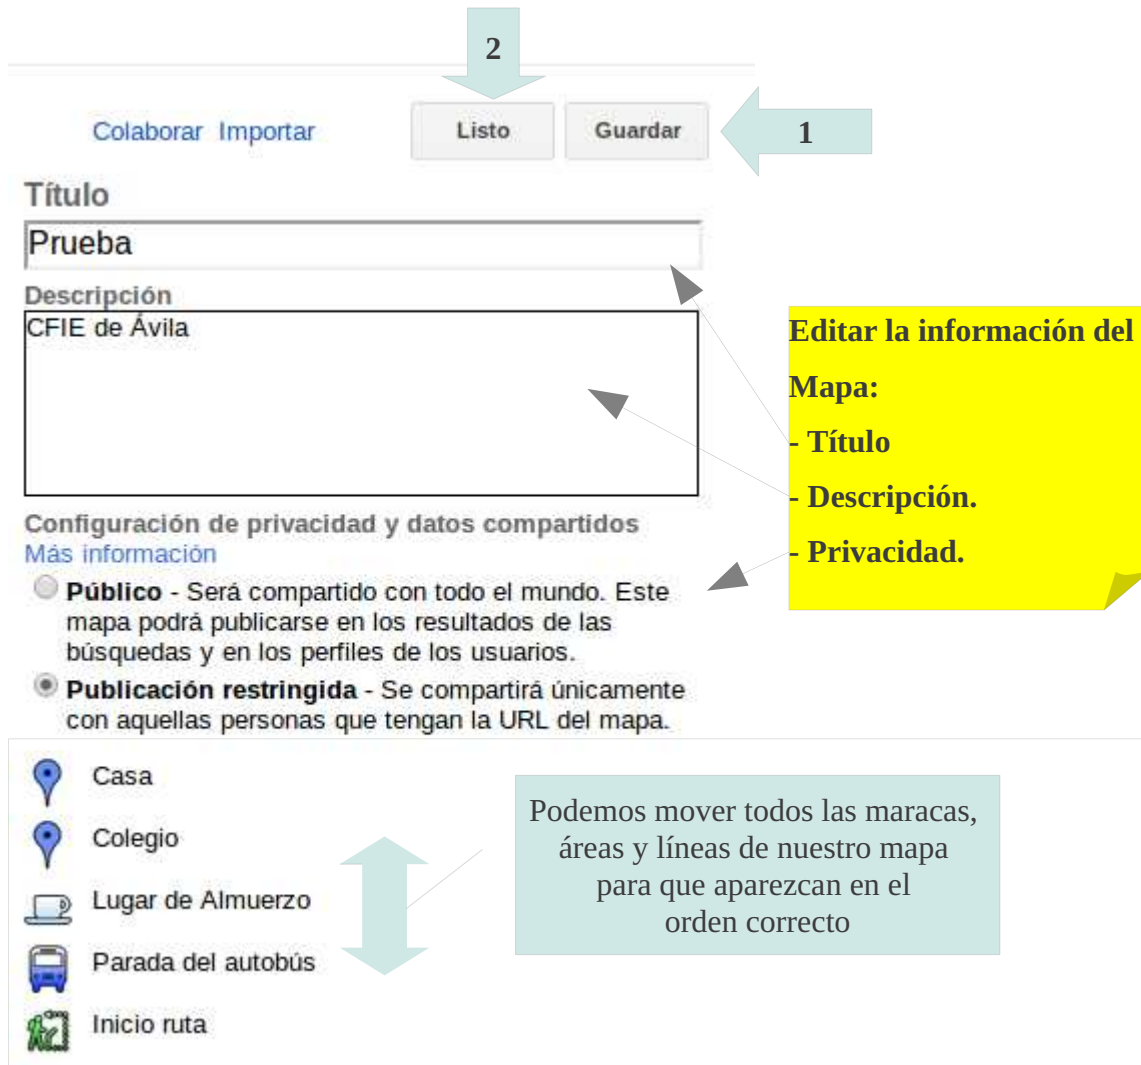 2
Colaborar Importar
Listo
Guardar
1
Título
Prueba
Descripción
CFIE de Ávila
Editar la información del
Mapa:
- Título
- Descripción.
- Privacidad.
Configuración de privacidad y datos compartidos
Más información
Público - Será compartido con todo el mundo. Este
mapa podrá publicarse en los resultados de las
búsquedas y en los perfiles de los usuarios.
Publicación restringida - Se compartirá únicamente
con aquellas personas que tengan la URL del mapa.
Casa
Colegio
Lugar de Almuerzo
Parada del autobús
Inicio ruta
Podemos mover todos las maracas,
áreas y líneas de nuestro mapa
para que aparezcan en el
orden correcto